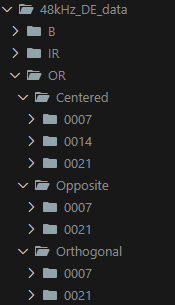 48kHz_DE_data
B
IR
OR
Centered
0007
0014
0021
Opposite
0007
0021
Orthogonal
0007
0021